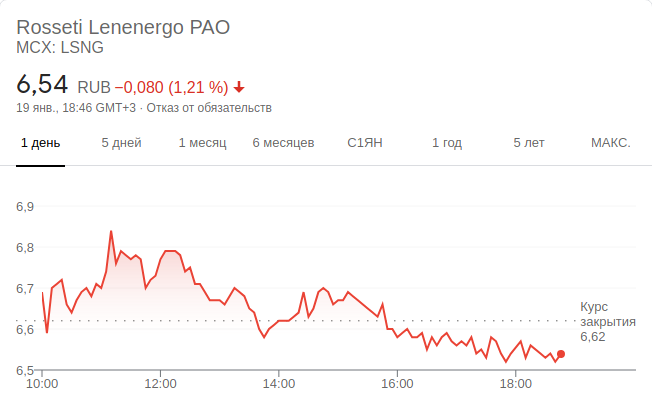 Rosseti Lenenergo PAO
MCX: LSNG
6,54 RUB −0,080 (1,21 %)
19 янв., 18:46 GMT+3 · Отказ от обязательств
1 день 5 дней 1 месяц 6 месяцев С1ЯН 1 год 5 лет МАКС.
6,9
6,8
6,7
6,6
6,5
Курс
закрытия
6,62
10:00 12:00 14:00 16:00 18:00